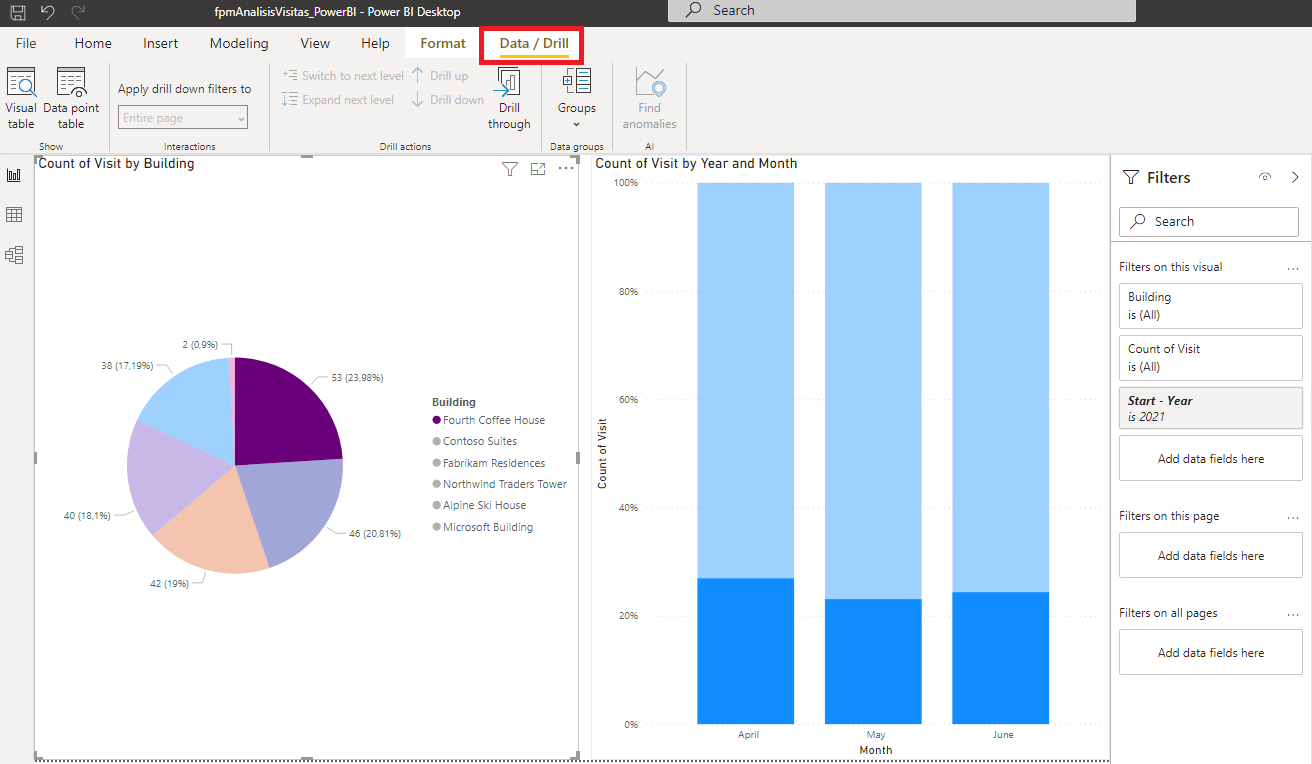 fpmAnalisisVisitas_PowerBI - Power BI Desktop
Search
File Home Insert Modeling View Help Format Data / Drill
Visual table
Data point table
Show
Apply drill down filters to
Entire page
Interactions
Switch to next level
Expand next level
Drill up
Drill down
Drill through
Drill actions
Groups
Data groups
Find anomalies
AI
Count of Visit by Building
2 (0,9%)
38 (17,19%)
53 (23,98%)
40 (18,1%)
46 (20,81%)
42 (19%)
Building
Fourth Coffee House
Contoso Suites
Fabrikam Residences
Northwind Traders Tower
Alpine Ski House
Microsoft Building
Count of Visit by Year and Month
100%
80%
60%
40%
20%
0%
Count of Visit
April May June
Month
Filters
Search
Filters on this visual
...
Building
is (All)
Count of Visit
is (All)
Start - Year
is 2021
Add data fields here
Filters on this page
...
Add data fields here
Filters on all pages
...
Add data fields here